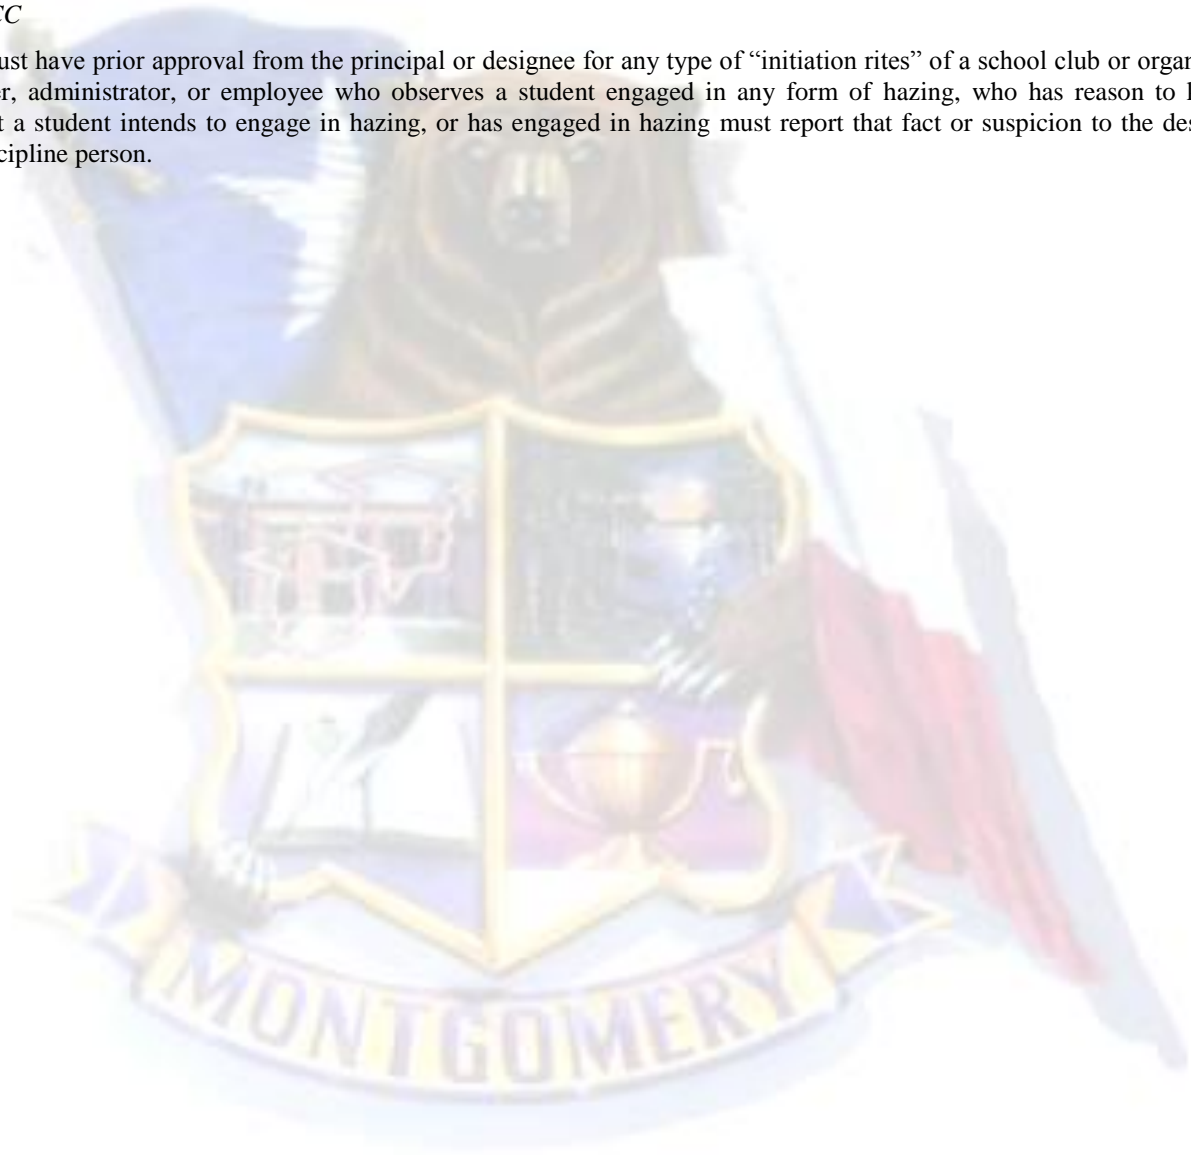 CC
ust have prior approval from the principal or designee for any type of “initiation rites” of a school club or organ
er, administrator, or employee who observes a student engaged in any form of hazing, who has reason to
t a student intends to engage in hazing, or has engaged in hazing must report that fact or suspicion to the des
cipline person.
MONTGOMERY